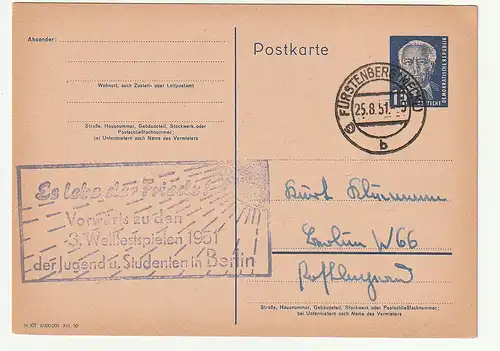 Absender:
Wohnort, auch Zustell- oder Leitpostamt
Straße, Hausnummer, Gebäudeteil, Stockwerk oder
Postschließfachnummer;
bei Untermietern auch Name des Vermieters
Postkarte
DEUTSCHE DEMOKRATISCHE REPUBLIK
FÜRSTENBERG
25.8.51
b
Es lebe der Friede!
Vorwärts zu den
3. Weltfestspielen 1951
der Jugend u. Studenten in Berlin
Kurt
Berlin W66
Straße, Hausnummer, Gebäudeteil, Stockwerk oder Postschließfachnummer;
bei Untermietern auch Name des Vermieters